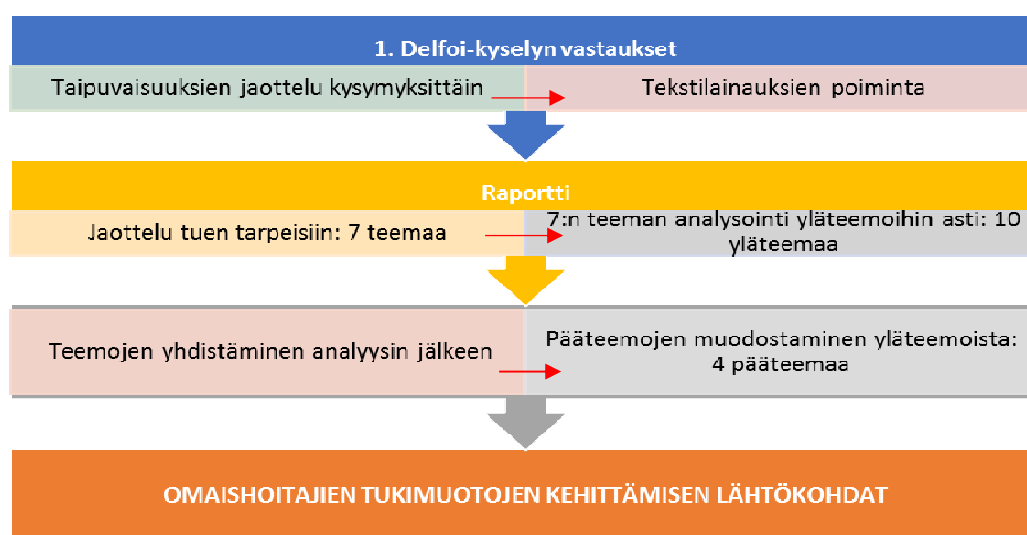 1. Delfoi-kyselyn vastaukset
Taipuvaisuuksien jaottelu kysymyksittäin
Tekstilainauksien poiminta
Raportti
Jaottelu tuen tarpeisiin: 7 teemaa
7:n teeman analysointi yläteemoihin asti: 10
yläteemaa
Teemojen yhdistäminen analyysin jälkeen
Pääteemojen muodostaminen yläteemoista:
4 pääteemaa
OMAISHOITAJIEN TUKIMUOTOJEN KEHITTÄMISEN LÄHTÖKOHDAT